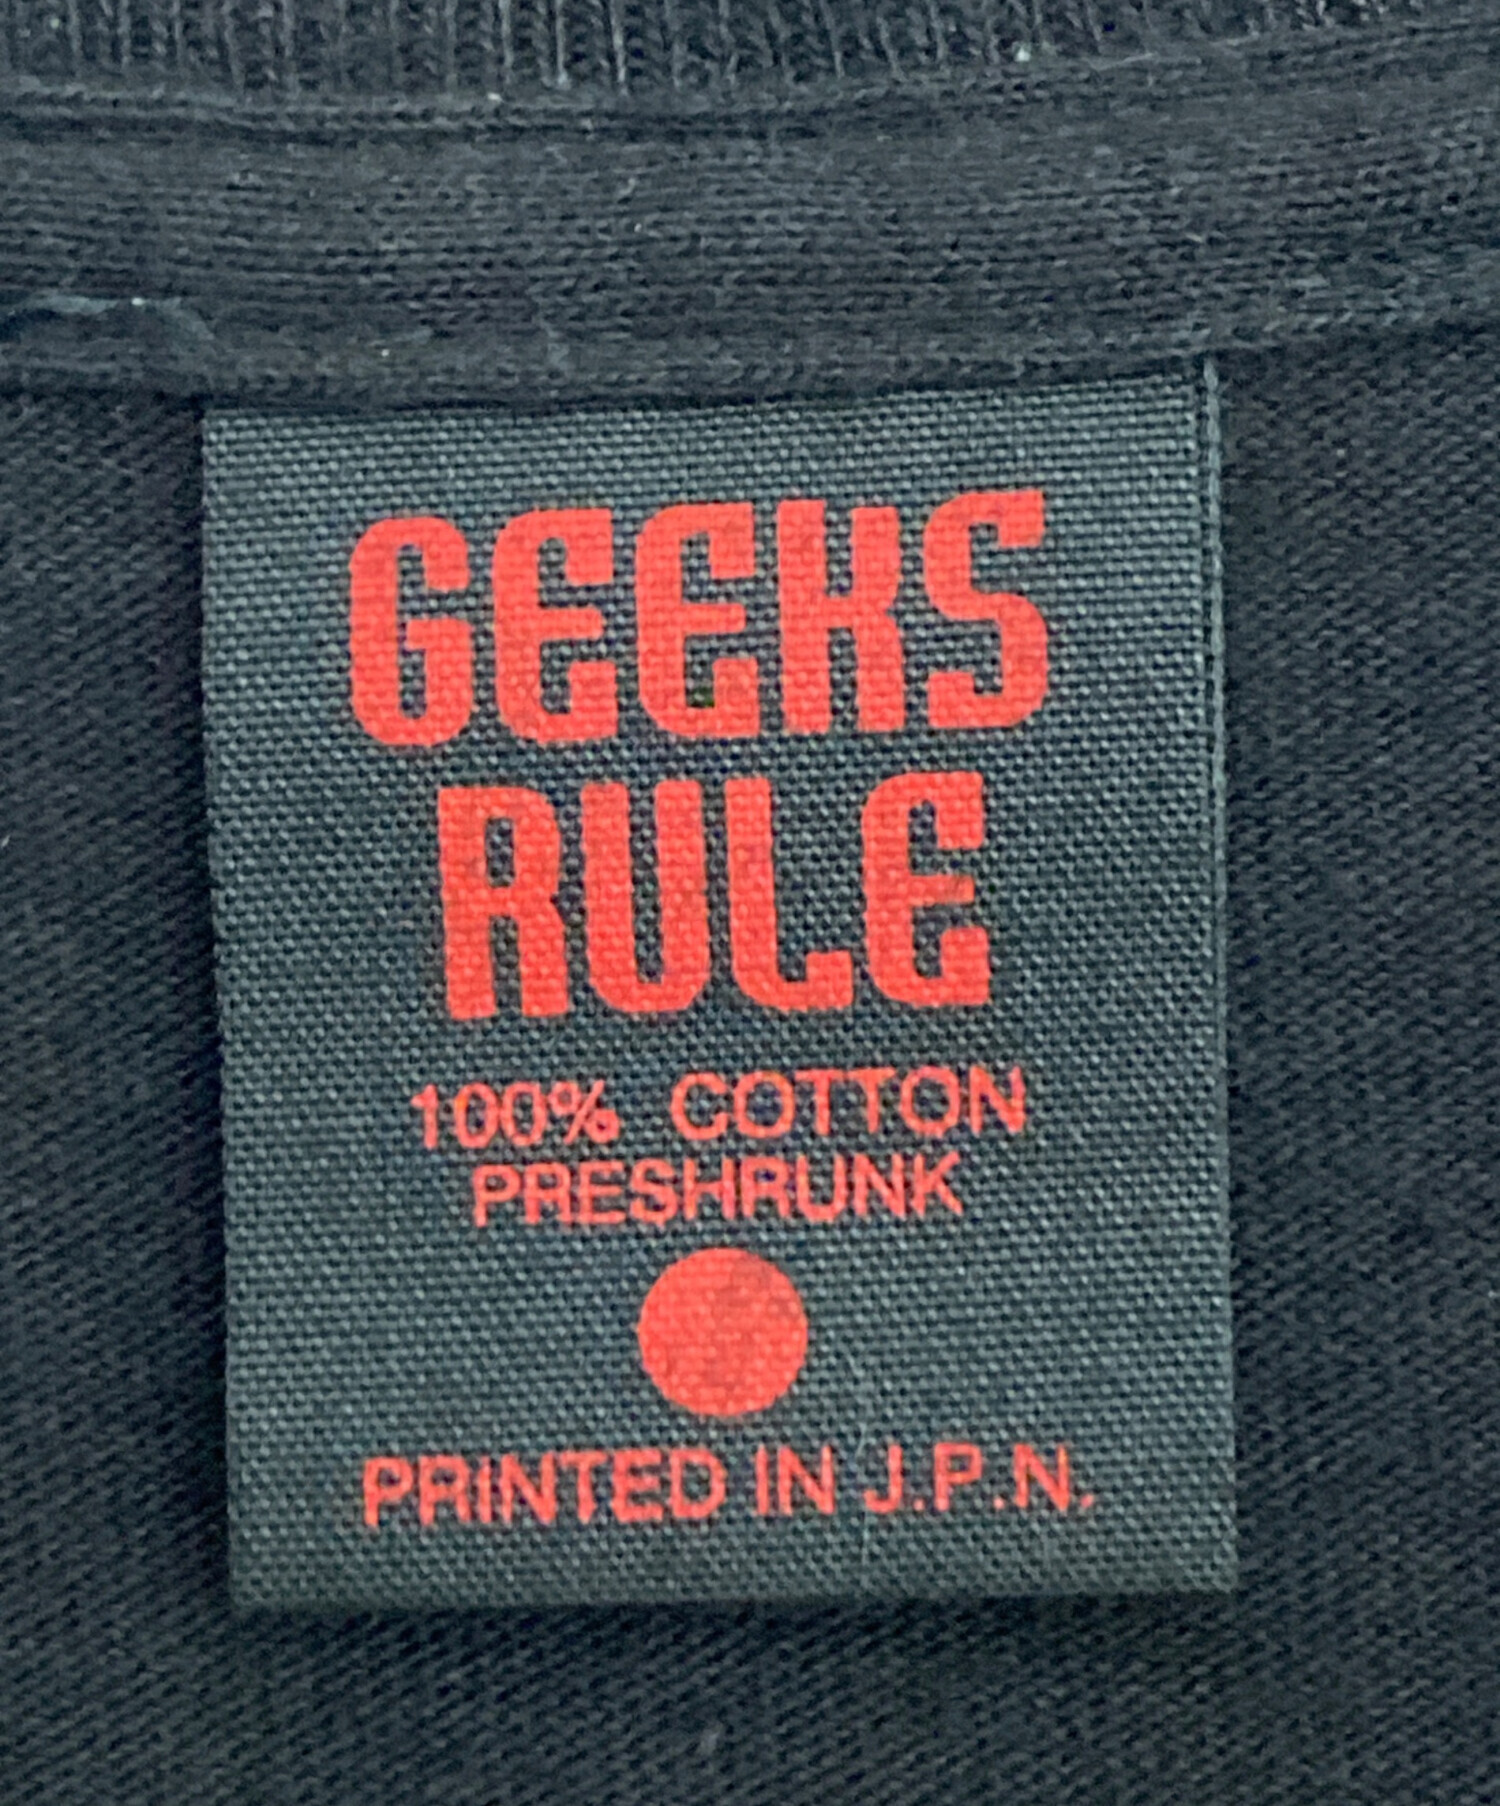 GEEKS
RULE
100% COTTON
PRESHRUNK
PRINTED IN J.P.N.